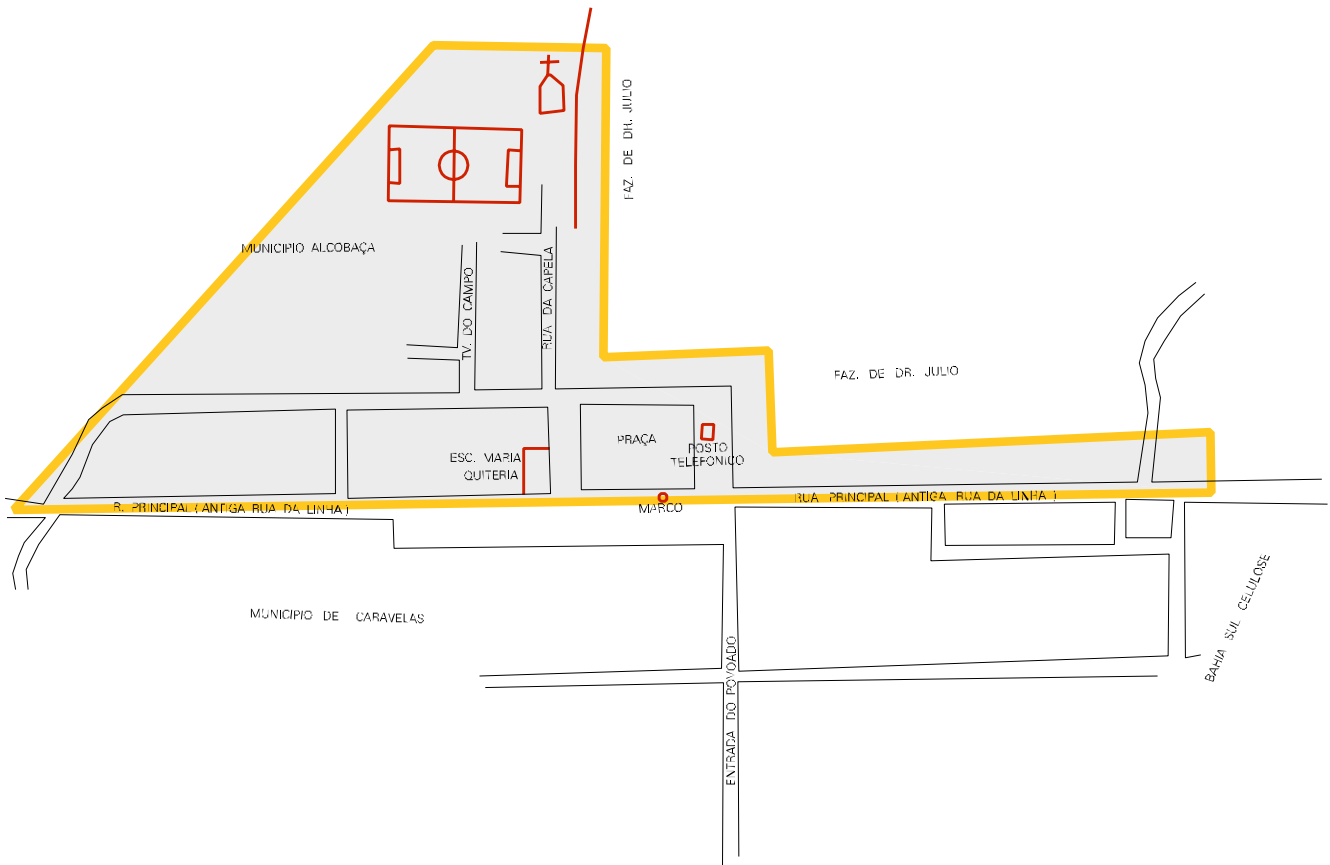 FAZ. DE DR. JULIO
MUNICIPIO ALCOBAÇA
TV. DO CAMPO
RUA DA CAPELA
FAZ. DE DR. JULIO
PRAÇA
POSTO
TELEFONICO
ESC. MARIA
QUITERIA
R. PRINCIPAL ( ANTIGA RUA DA LINHA )
MARCO
RUA PRINCIPAL ( ANTIGA RUA DA LINHA )
MUNICIPIO DE CARAVELAS
ENTRADA DO POVOADO
BAHIA SUL CELULOSE